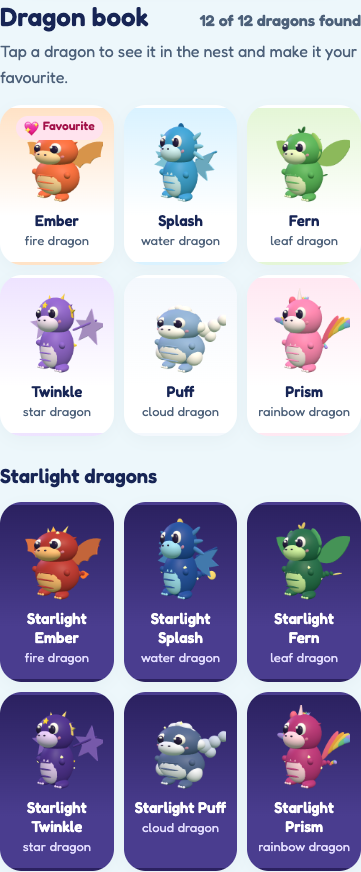 Dragon book
12 of 12 dragons found
Tap a dragon to see it in the nest and make it your
favourite.
Favourite
Ember
fire dragon
Splash
water dragon
Fern
leaf dragon
Twinkle
star dragon
Puff
cloud dragon
Prism
rainbow dragon
Starlight dragons
Starlight
Ember
fire dragon
Starlight
Splash
water dragon
Starlight
Fern
leaf dragon
Starlight
Twinkle
star dragon
Starlight Puff
cloud dragon
Starlight
Prism
rainbow dragon